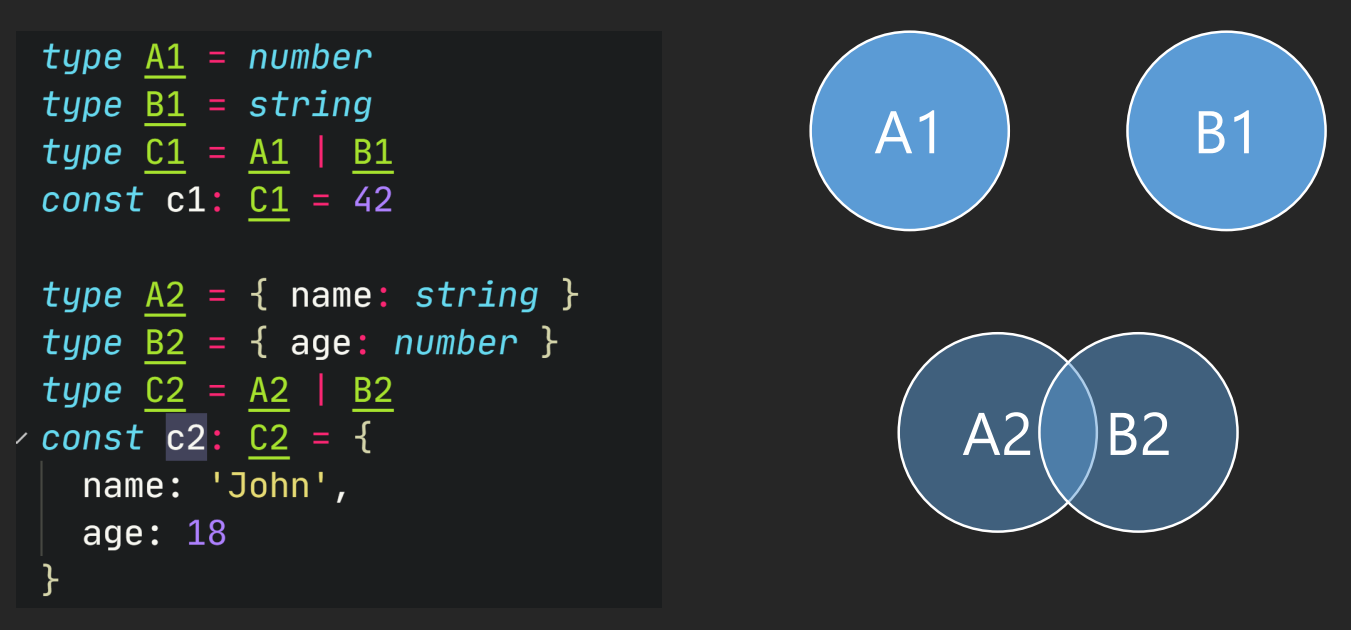 type A1 = number
type B1 = string
type C1 = A1 | B1
const c1: C1 = 42
type A2 = { name: string }
type B2 = { age: number }
type C2 = A2 | B2
const c2: C2 = {
name: 'John',
age: 18
}
A1
B1
A2
B2